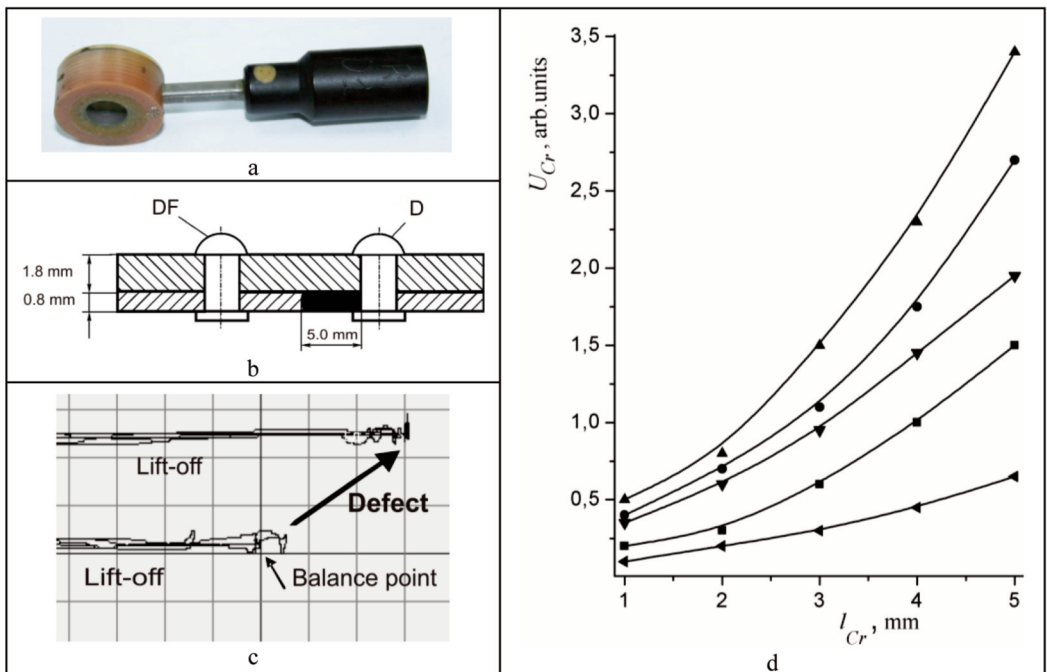 a
DF
D
1.8 mm
0.8 mm
5.0 mm
b
Lift-off
Defect
Lift-off
Balance point
c
U_Cr, arb.units
3,5
3,0
2,5
2,0
1,5
1,0
0,5
1 2 3 4 5
l_Cr, mm
d